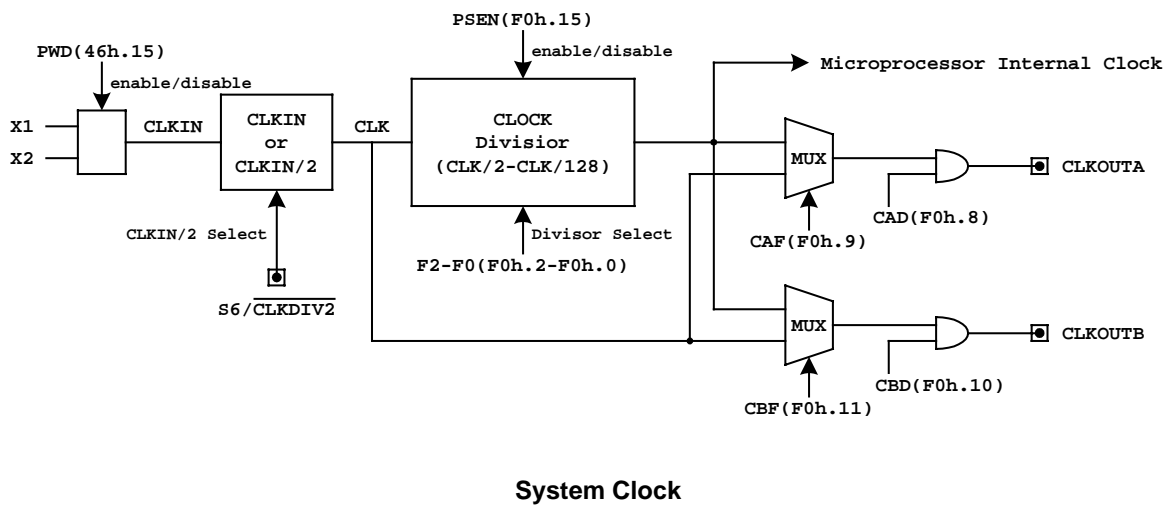 PSEN(F0h.15)
PWD(46h.15)
enable/disable
enable/disable
Microprocessor Internal Clock
X1
X2
CLKIN
CLKIN
or
CLKIN/2
CLK
CLOCK
Divisior
(CLK/2-CLK/128)
MUX
CLKOUTA
CAD(F0h.8)
CLKIN/2 Select
Divisor Select
CAF(F0h.9)
F2-F0(F0h.2-F0h.0)
S6/CLKDIV2
MUX
CLKOUTB
CBD(F0h.10)
CBF(F0h.11)
System Clock